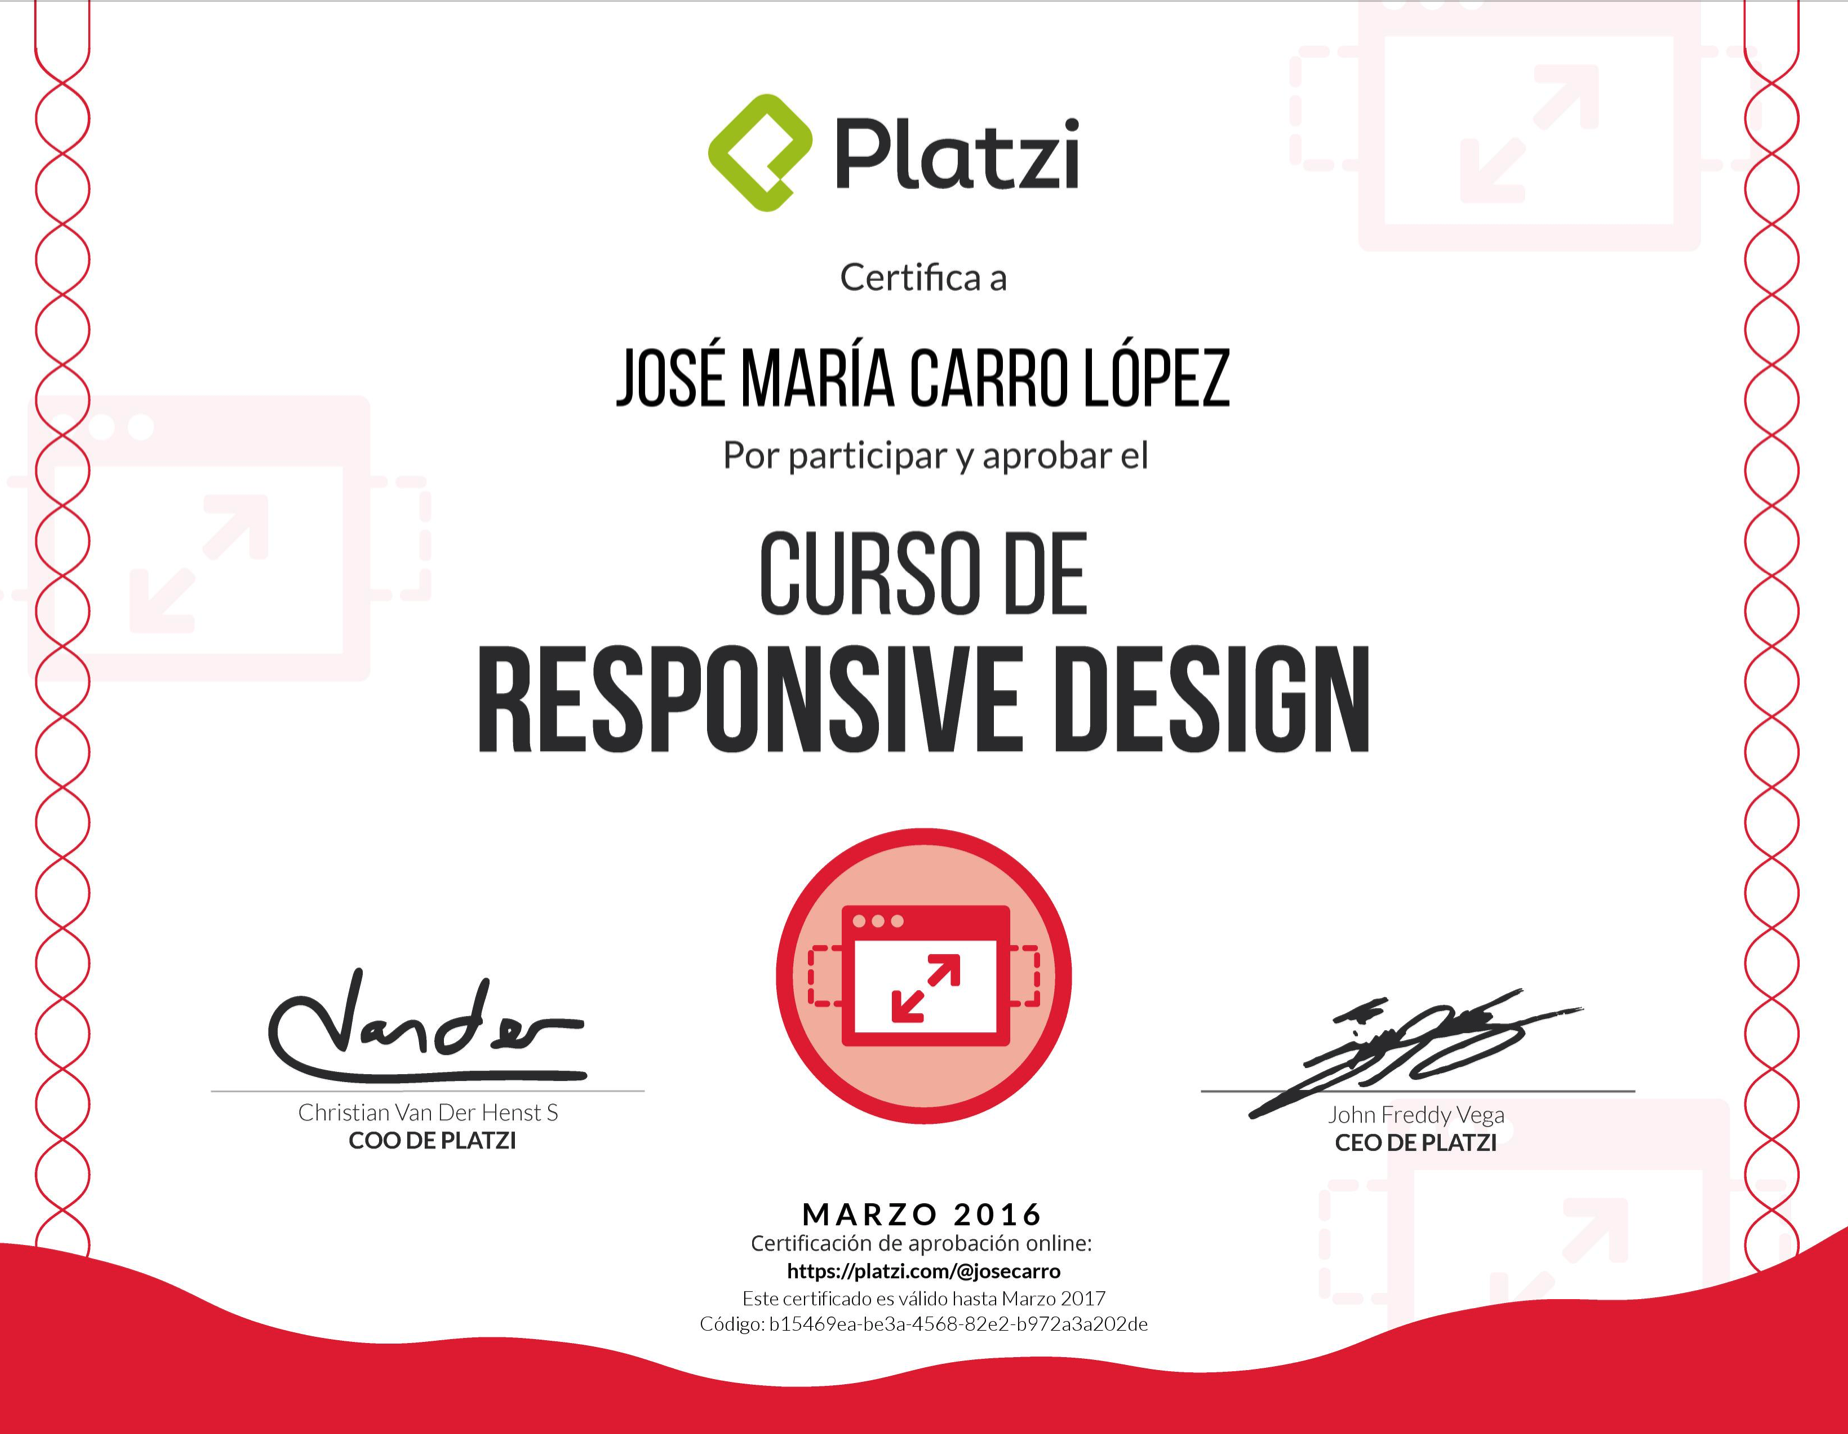 Platzi
Certifica a
JOSÉ MARÍA CARRO LÓPEZ
Por participar y aprobar el
CURSO DE
RESPONSIVE DESIGN
Vander
Christian Van Der Henst S
COO DE PLATZI
John Freddy Vega
CEO DE PLATZI
MARZO 2016
Certificación de aprobación online:
https://platzi.com/@josecarro
Este certificado es válido hasta Marzo 2017
Código: b15469ea-be3a-4568-82e2-b972a3a202de